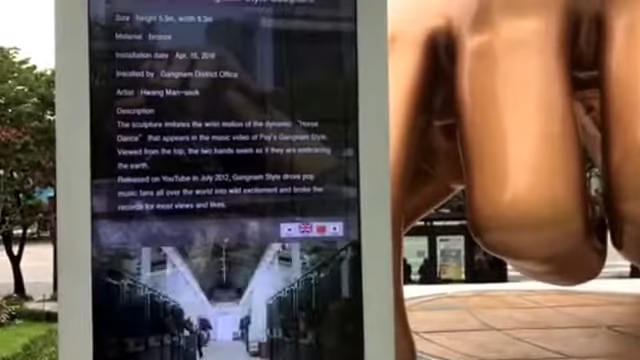 Gangnam Style
Size : height 5.3m, width 8.3m
Material : bronze
Installation date : Apr. 15, 2016
Installed by : Gangnam District Office
Artist : Hwang Man-seok
Description
The sculpture imitates the wrist motion of the dynamic "Horse
Dance" that appears in the music video of Psy's Gangnam Style.
Viewed from the top, the two hands seem as if they are embracing
the earth.
Released on YouTube in July 2012, Gangnam Style drove pop
music fans all over the world into wild excitement and broke the
records for most views and likes.